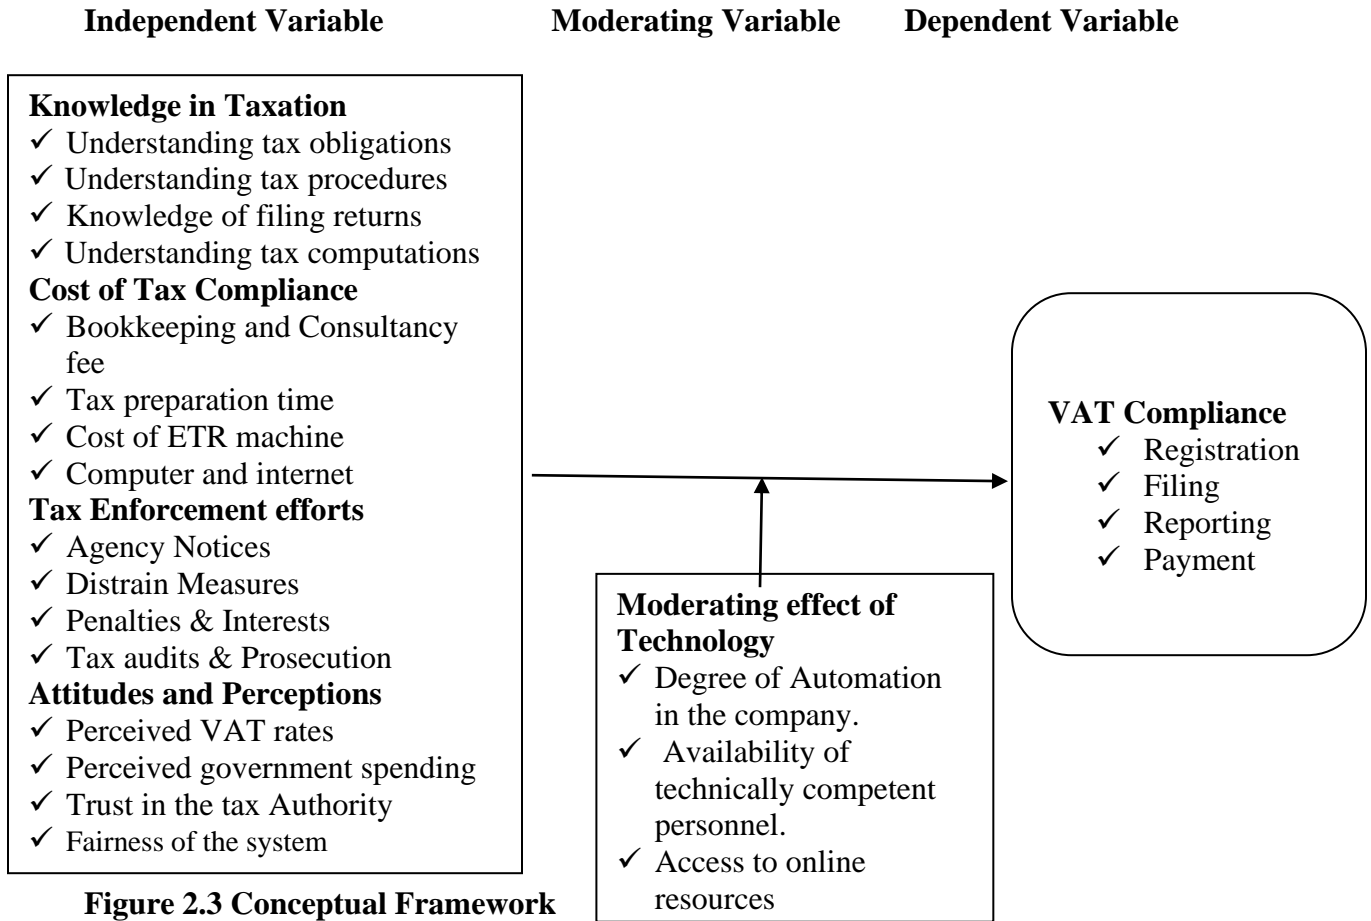 Independent Variable Moderating Variable Dependent Variable
Knowledge in Taxation
✓ Understanding tax obligations
✓ Understanding tax procedures
✓ Knowledge of filing returns
✓ Understanding tax computations
Cost of Tax Compliance
✓ Bookkeeping and Consultancy
fee
✓ Tax preparation time
✓ Cost of ETR machine
✓ Computer and internet
Tax Enforcement efforts
✓ Agency Notices
✓ Distrain Measures
✓ Penalties & Interests
✓ Tax audits & Prosecution
Attitudes and Perceptions
✓ Perceived VAT rates
✓ Perceived government spending
✓ Trust in the tax Authority
✓ Fairness of the system
Moderating effect of
Technology
✓ Degree of Automation
in the company.
✓ Availability of
technically competent
personnel.
✓ Access to online
resources
VAT Compliance
✓ Registration
✓ Filing
✓ Reporting
✓ Payment
Figure 2.3 Conceptual Framework